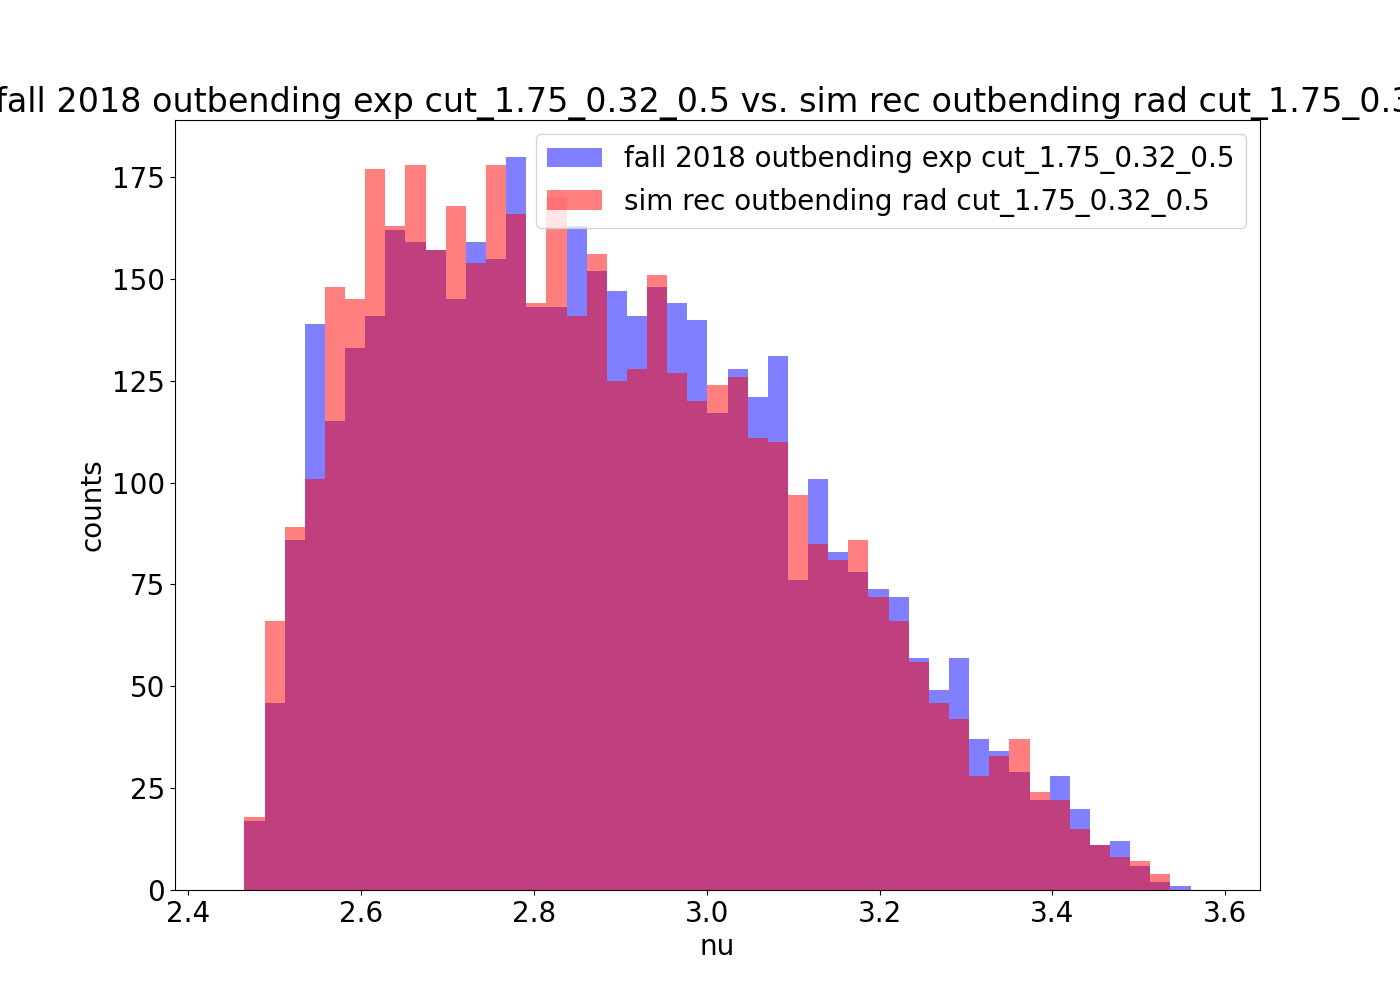 fall 2018 outbending exp cut_1.75_0.32_0.5 vs. sim rec outbending rad cut_1.75_0.3
fall 2018 outbending exp cut_1.75_0.32_0.5
sim rec outbending rad cut_1.75_0.32_0.5
175
150
125
100
75
50
25
0
counts
2.4 2.6 2.8 3.0 3.2 3.4 3.6
nu